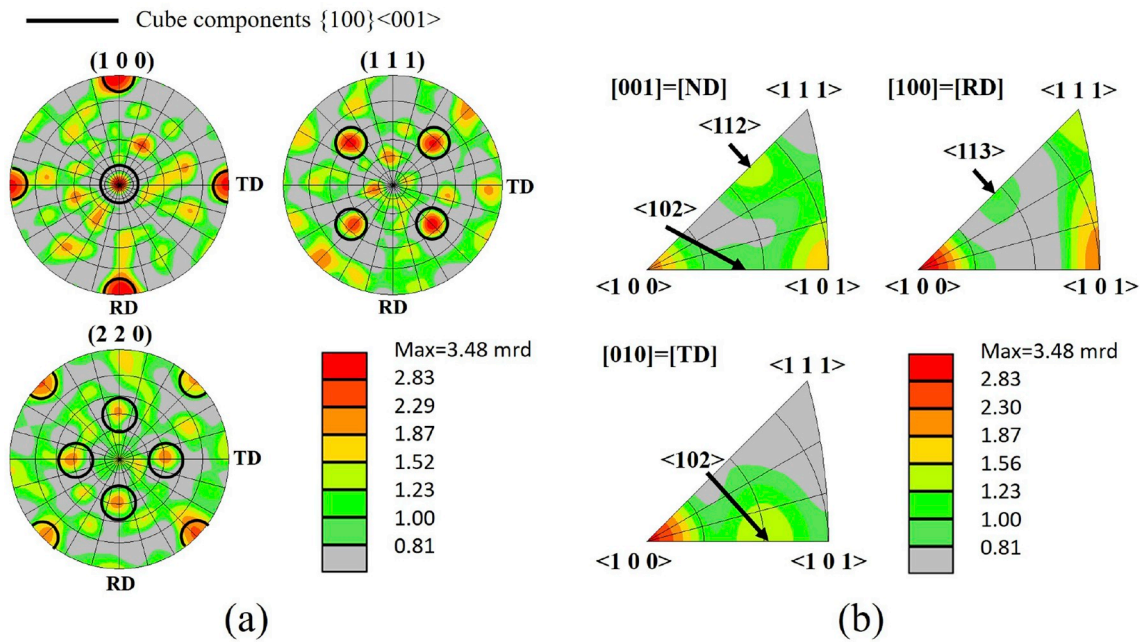 Cube components {100}<001>
(1 0 0)
(1 1 1)
TD
TD
RD
RD
(2 2 0)
TD
RD
Max=3.48 mrd
2.83
2.29
1.87
1.52
1.23
1.00
0.81
(a)
[001]=[ND]
<1 1 1>
<112>
<102>
<1 0 0>
<1 0 1>
[100]=[RD]
<1 1 1>
<113>
<1 0 0>
<1 0 1>
[010]=[TD]
<1 1 1>
<102>
<1 0 0>
<1 0 1>
Max=3.48 mrd
2.83
2.30
1.87
1.56
1.23
1.00
0.81
(b)